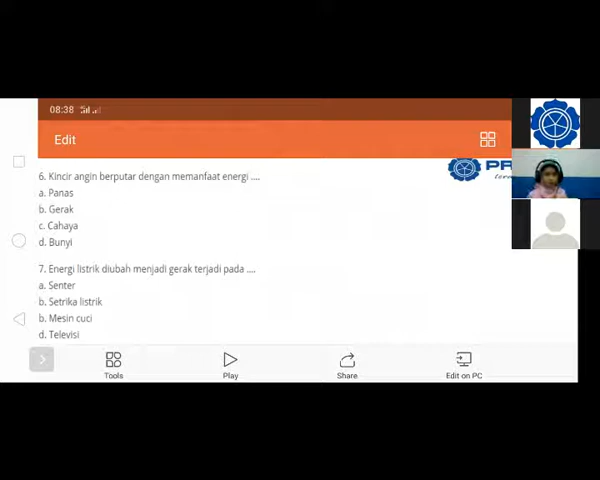 08:38
Edit
PR
6. Kincir angin berputar dengan memanfaat energi ....
a. Panas
b. Gerak
c. Cahaya
d. Bunyi
7. Energi listrik diubah menjadi gerak terjadi pada ....
a. Senter
b. Setrika listrik
b. Mesin cuci
d. Televisi
Tools
Play
Share
Edit on PC